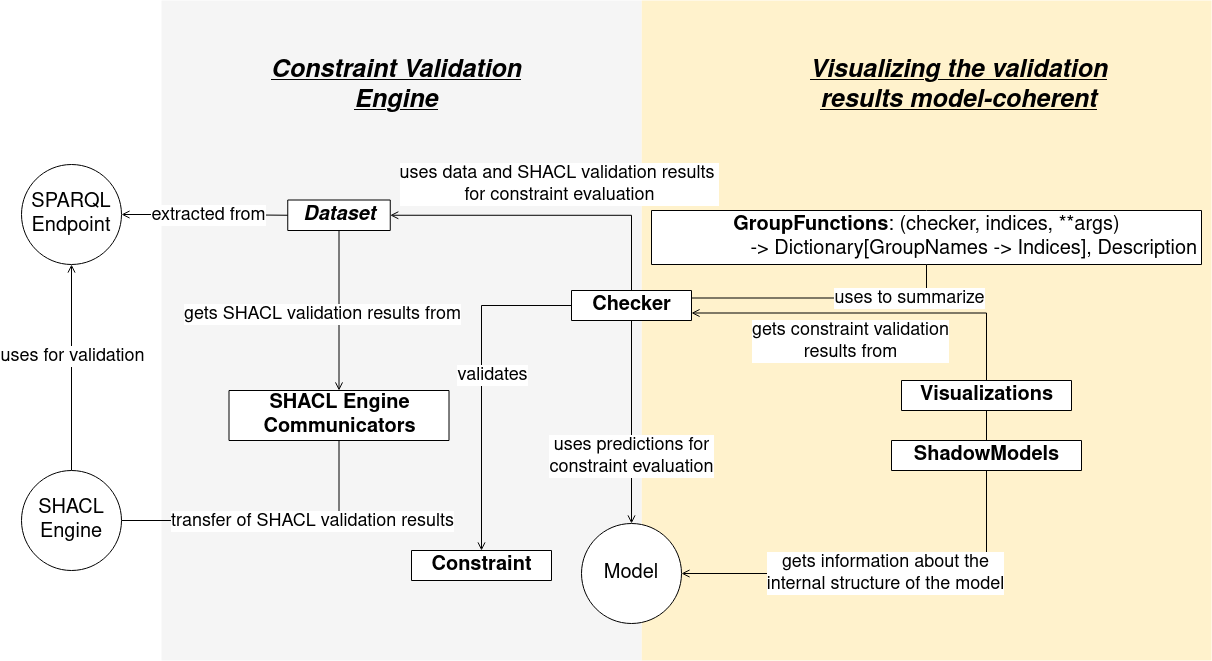 Constraint Validation
Engine
Visualizing the validation
results model-coherent
uses data and SHACL validation results
for constraint evaluation
SPARQL
Endpoint
extracted from
Dataset
GroupFunctions: (checker, indices, **args)
-> Dictionary[GroupNames -> Indices], Description
Checker
uses to summarize
gets SHACL validation results from
gets constraint validation
results from
uses for validation
validates
Visualizations
SHACL Engine
Communicators
uses predictions for
constraint evaluation
ShadowModels
SHACL
Engine
transfer of SHACL validation results
Constraint
Model
gets information about the
internal structure of the model